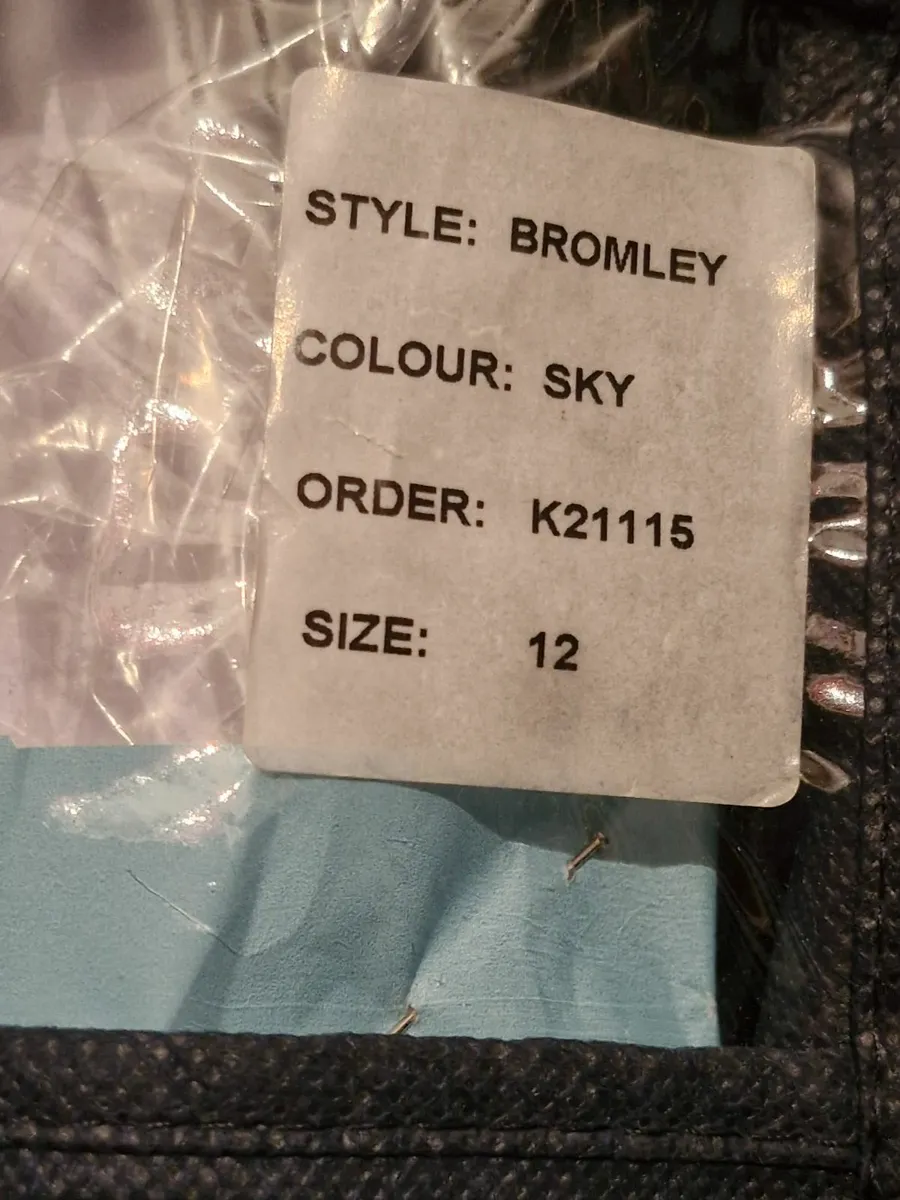 STYLE: BROMLEY
COLOUR: SKY
ORDER: K21115
SIZE: 12